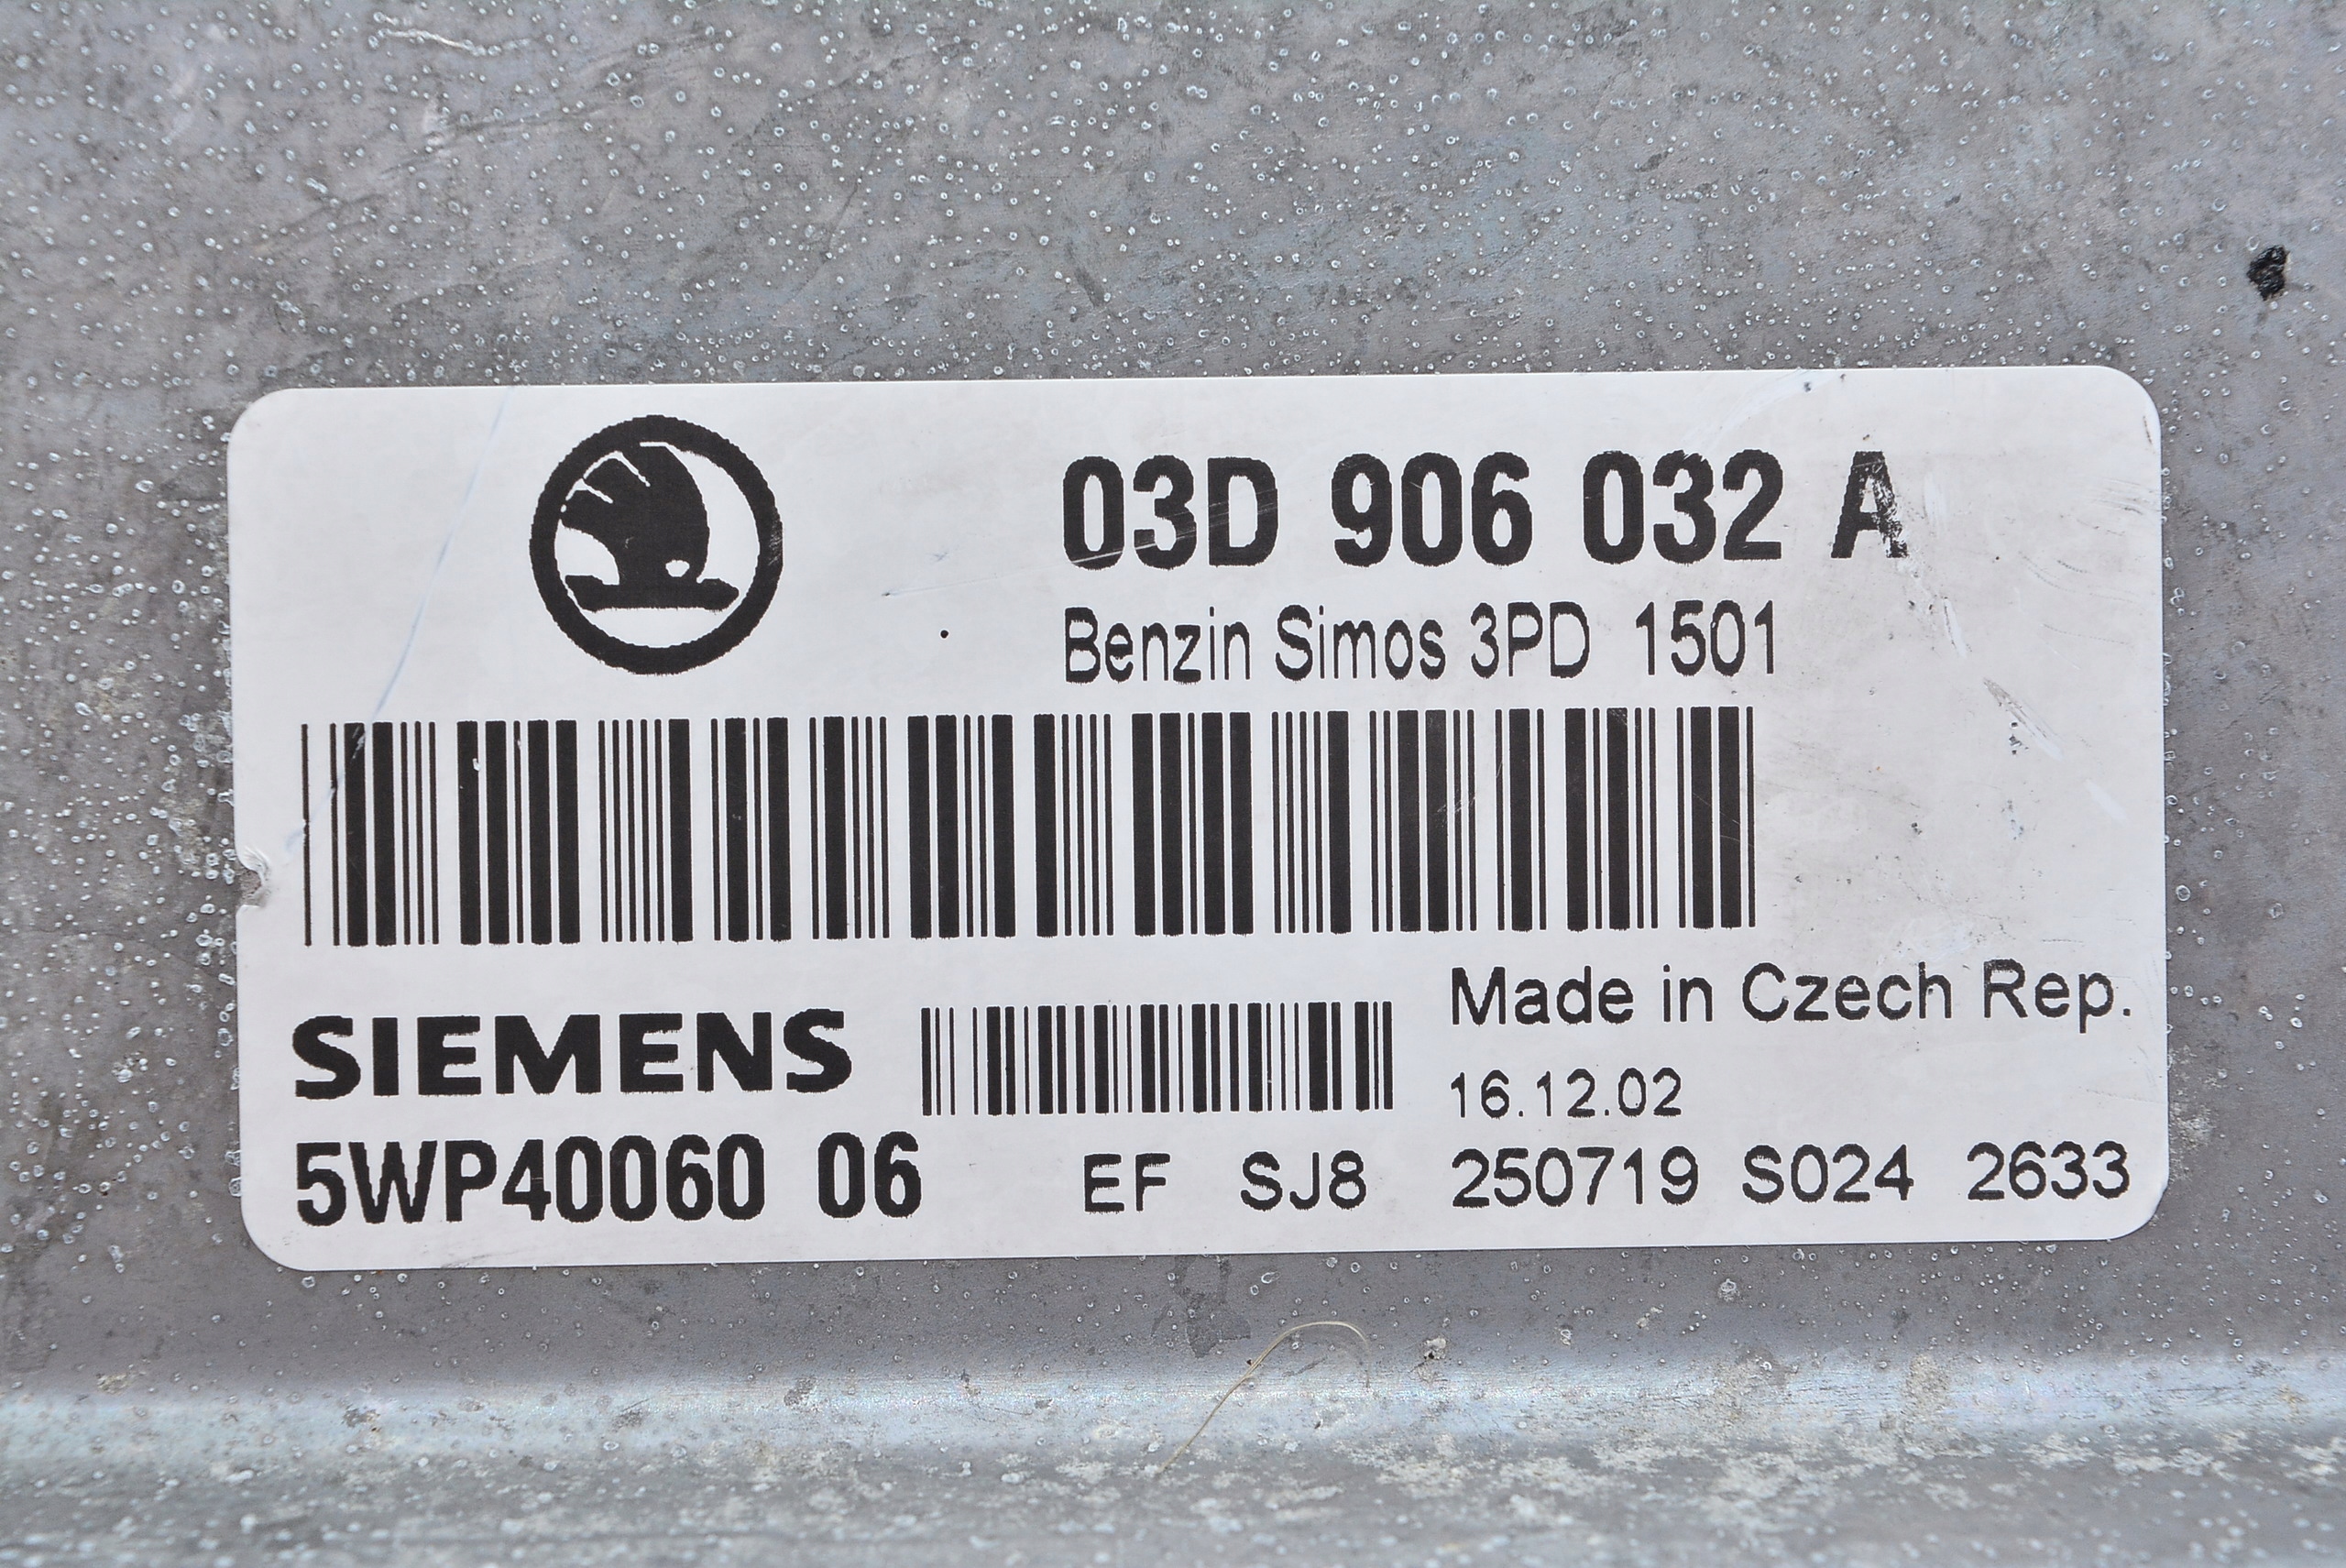 03D 906 032 A
Benzin Simos 3PD 1501
SIEMENS
Made in Czech Rep.
16.12.02
5WP40060 06 EF SJ8 250719 S024 2633